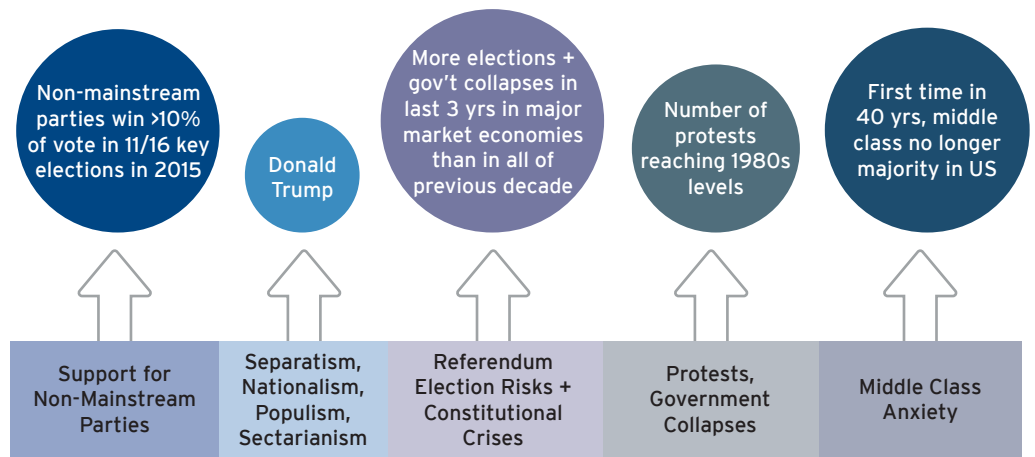 Non-mainstream
parties win >10%
of vote in 11/16 key
elections in 2015
Donald
Trump
More elections +
gov't collapses in
last 3 yrs in major
market economies
than in all of
previous decade
Number of
protests
reaching 1980s
levels
First time in
40 yrs, middle
class no longer
majority in US
Support for
Non-Mainstream
Parties
Separatism,
Nationalism,
Populism,
Sectarianism
Referendum
Election Risks +
Constitutional
Crises
Protests,
Government
Collapses
Middle Class
Anxiety